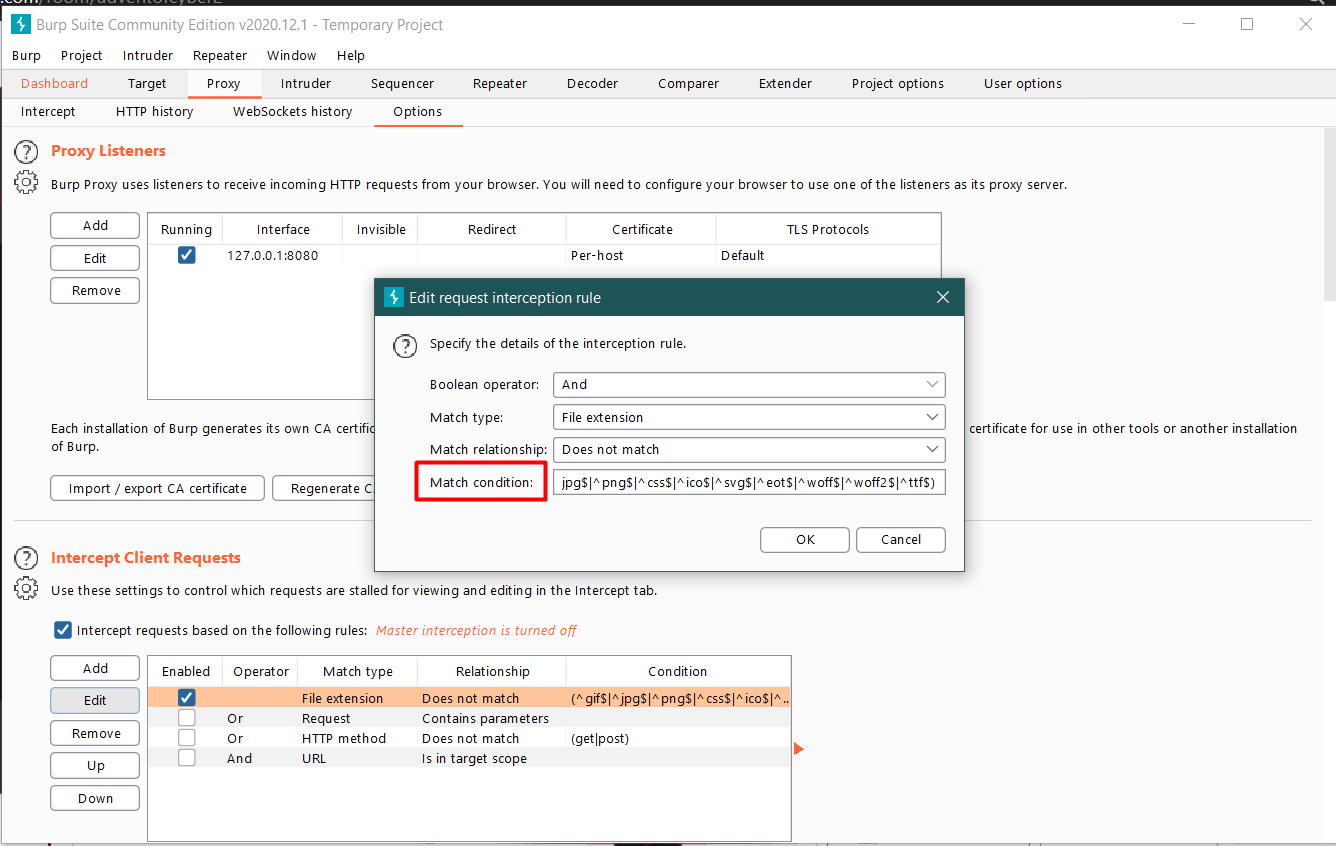 .com/room/adventofcyber2
Burp Suite Community Edition v2020.12.1 - Temporary Project
Burp Project Intruder Repeater Window Help
Dashboard Target Proxy Intruder Sequencer Repeater Decoder Comparer Extender Project options User options
Intercept HTTP history WebSockets history Options
Proxy Listeners
Burp Proxy uses listeners to receive incoming HTTP requests from your browser. You will need to configure your browser to use one of the listeners as its proxy server.
Add
Edit
Remove
Running Interface Invisible Redirect Certificate TLS Protocols
127.0.0.1:8080 Per-host Default
Edit request interception rule
Specify the details of the interception rule.
Boolean operator: And
Match type: File extension
Match relationship: Does not match
Match condition: jpg$|^png$|^css$|^ico$|^svg$|^eot$|^woff$|^woff2$|^ttf$)
OK Cancel
Each installation of Burp generates its own CA certific certificate for use in other tools or another installation
of Burp.
Import / export CA certificate Regenerate C
Intercept Client Requests
Use these settings to control which requests are stalled for viewing and editing in the Intercept tab.
Intercept requests based on the following rules: Master interception is turned off
Add
Edit
Remove
Up
Down
Enabled Operator Match type Relationship Condition
File extension Does not match (^gif$|^jpg$|^png$|^css$|^ico$|^...
Or Request Contains parameters
Or HTTP method Does not match (get|post)
And URL Is in target scope